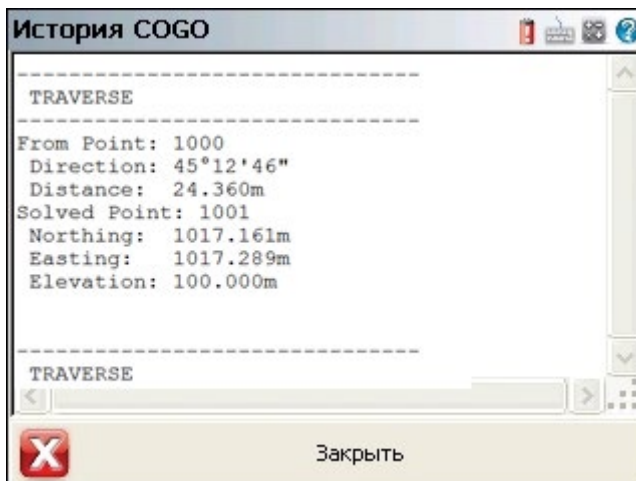 История COGO
-------------------------------
TRAVERSE
-------------------------------
From Point: 1000
Direction: 45°12'46"
Distance: 24.360m
Solved Point: 1001
Northing: 1017.161m
Easting: 1017.289m
Elevation: 100.000m
-------------------------------
TRAVERSE
Закрыть